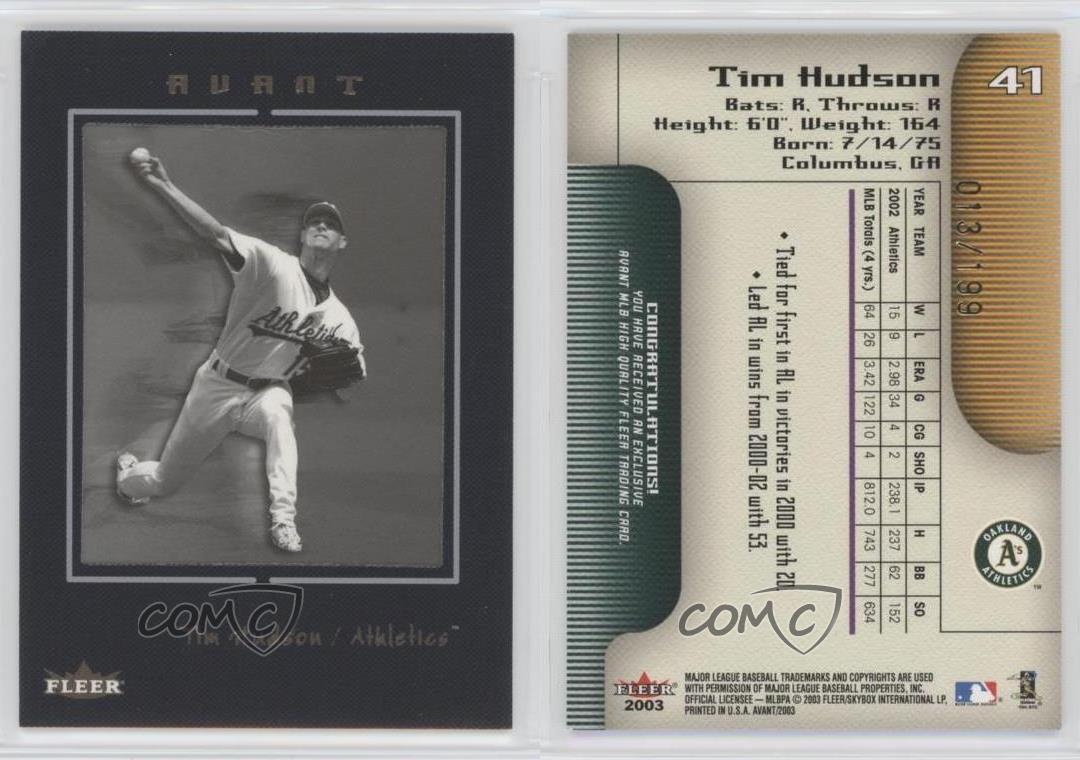 AVANT
Athletics
COMC
Tim Hudson / Athletics™
FLEER
41
Tim Hudson
Bats: R, Throws: R
Height: 6'0", Weight: 164
Born: 7/14/75
Columbus, GA
013/199
YEAR TEAM W L ERA G CG SHO IP H BB SO
2002 Athletics 15 9 2.98 34 4 2 238.1 237 62 152
MLB Totals (4 yrs.) 64 26 3.42 122 10 4 812.0 743 277 634
♦ Tied for first in AL in victories in 2000 with 20
♦ Led AL in wins from 2000-02 with 53.
CONGRATULATIONS!
YOU HAVE RECEIVED AN EXCLUSIVE
AVANT MLB HIGH QUALITY FLEER TRADING CARD.
OAKLAND
A's
ATHLETICS
™
COMC
FLEER®
2003
MAJOR LEAGUE BASEBALL TRADEMARKS AND COPYRIGHTS ARE USED
WITH PERMISSION OF MAJOR LEAGUE BASEBALL PROPERTIES, INC.
OFFICIAL LICENSEE — MLBPA © 2003 FLEER/SKYBOX INTERNATIONAL LP,
PRINTED IN U.S.A. AVANT/2003